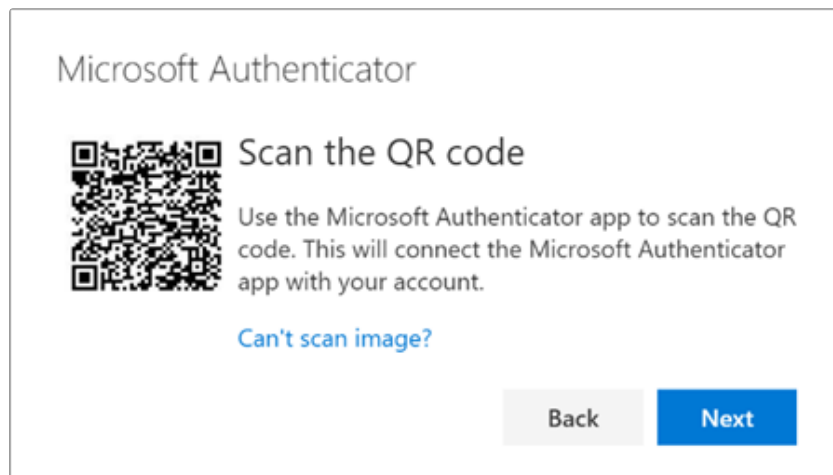 Microsoft Authenticator
Scan the QR code
Use the Microsoft Authenticator app to scan the QR
code. This will connect the Microsoft Authenticator
app with your account.
Can't scan image?
Back
Next